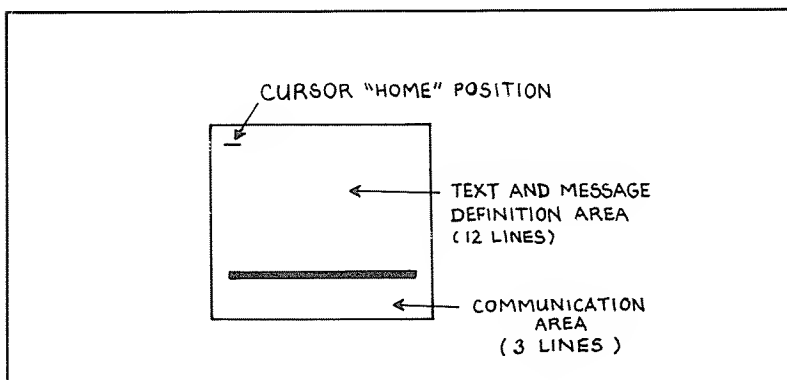 CURSOR "HOME" POSITION
TEXT AND MESSAGE
DEFINITION AREA
(12 LINES)
COMMUNICATION
AREA
(3 LINES)